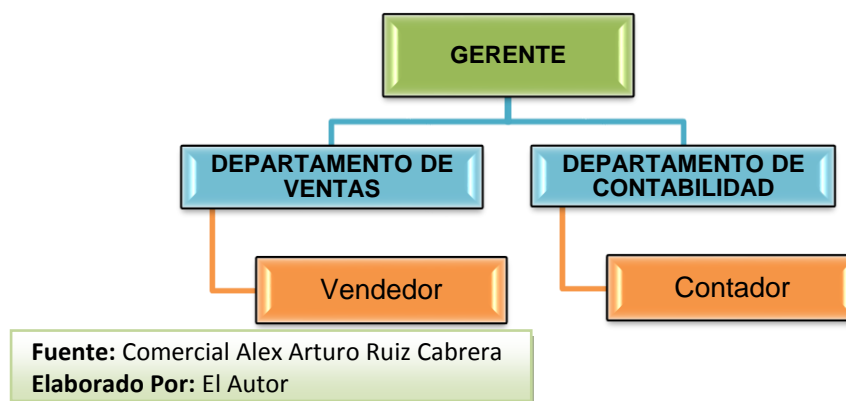 GERENTE
DEPARTAMENTO DE
VENTAS
DEPARTAMENTO DE
CONTABILIDAD
Vendedor
Contador
Fuente: Comercial Alex Arturo Ruiz Cabrera
Elaborado Por: El Autor